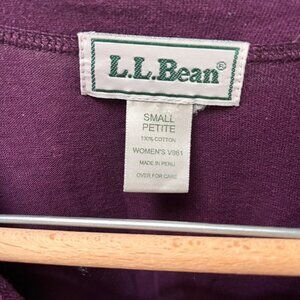 L.L.Bean®
SMALL
PETITE
100% COTTON
WOMEN'S V961
MADE IN PERU
OVER FOR CARE